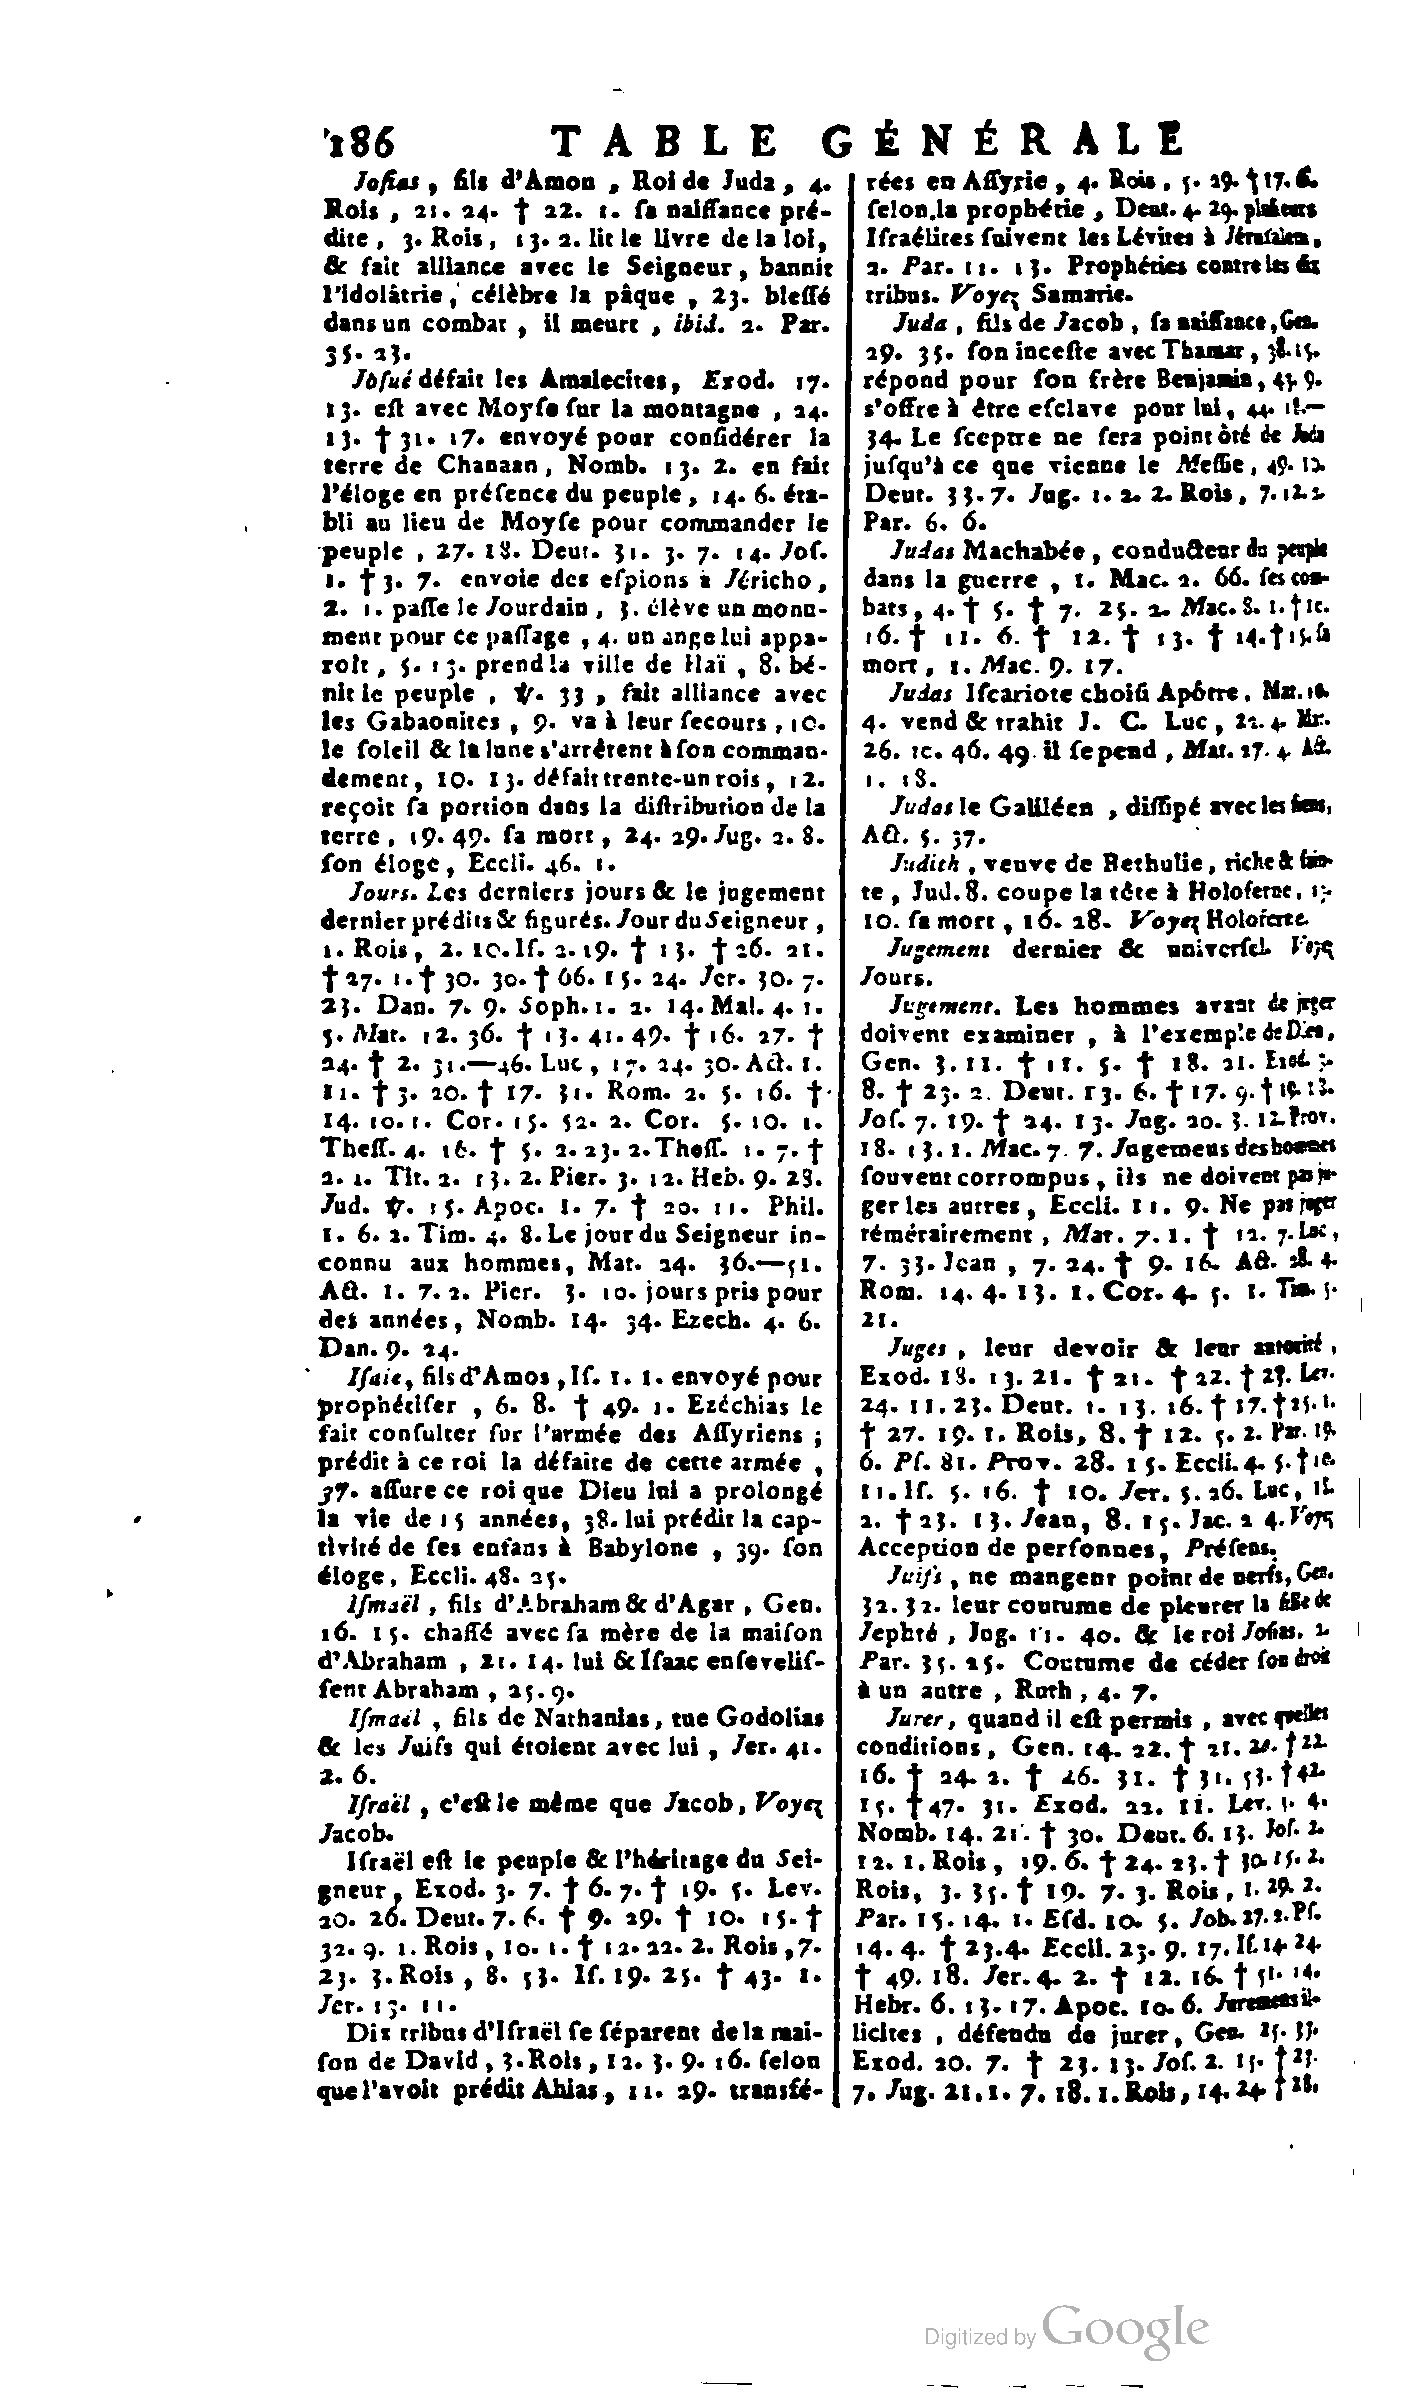 186 TABLE GÉNÉRALE
Joſias, fils d'Amon, Roi de Juda, 4.
Rois, 21. 24. † 22. 1. ſa naiſſance pré-
dite, 3. Rois, 13. 2. lit le livre de la loi,
& fait alliance avec le Seigneur, bannit
l'idolâtrie, célèbre la pâque, 23. bleſſé
dans un combat, il meurt, ibid. 2. Par.
35. 23.
Joſué défait les Amalecites, Exod. 17.
13. eſt avec Moyſe ſur la montagne, 24.
13. † 31. 17. envoyé pour conſidérer la
terre de Chanaan, Nomb. 13. 2. en fait
l'éloge en préſence du peuple, 14. 6. éta-
bli au lieu de Moyſe pour commander le
peuple, 27. 18. Deut. 31. 3. 7. 14. Joſ.
1. † 3. 7. envoie des eſpions à Jéricho,
2. 1. paſſe le Jourdain, 3. élève un monu-
ment pour ce paſſage, 4. un ange lui appa-
roît, 5. 13. prend la ville de Haï, 8. bé-
nit le peuple, ℣. 33, fait alliance avec
les Gabaonites, 9. va à leur ſecours, 10.
le ſoleil & la lune s'arrêtent à ſon comman-
dement, 10. 13. défait trente-un rois, 12.
reçoit ſa portion dans la diſtribution de la
terre, 19. 49. ſa mort, 24. 29. Jug. 2. 8.
ſon éloge, Eccli. 46. 1.
Jours. Les derniers jours & le jugement
dernier prédits & figurés. Jour du Seigneur,
1. Rois, 2. 10. Iſ. 2. 19. † 13. † 26. 21.
† 27. 1. † 30. 30. † 66. 15. 24. Jer. 30. 7.
23. Dan. 7. 9. Soph. 1. 2. 14. Mal. 4. 1.
5. Mat. 12. 36. † 13. 41. 49. † 16. 27. †
24. † 2. 31.—46. Luc, 17. 24. 30. Act. 1.
11. † 3. 20. † 17. 31. Rom. 2. 5. 16. †
14. 10. 1. Cor. 15. 52. 2. Cor. 5. 10. 1.
Theſſ. 4. 16. † 5. 2. 23. 2. Theſſ. 1. 7. †
2. 1. Tit. 2. 13. 2. Pier. 3. 12. Heb. 9. 28.
Jud. ℣. 15. Apoc. 1. 7. † 20. 11. Phil.
1. 6. 2. Tim. 4. 8. Le jour du Seigneur in-
connu aux hommes, Mat. 24. 36.—51.
Act. 1. 7. 2. Pier. 3. 10. jours pris pour
des années, Nomb. 14. 34. Ezech. 4. 6.
Dan. 9. 24.
Iſaie, fils d'Amos, Iſ. 1. 1. envoyé pour
prophétiſer, 6. 8. † 49. 1. Ezéchias le
fait conſulter ſur l'armée des Aſſyriens ;
prédit à ce roi la défaite de cette armée,
37. aſſure ce roi que Dieu lui a prolongé
la vie de 15 années, 38. lui prédit la cap-
tivité de ſes enfans à Babylone, 39. ſon
éloge, Eccli. 48. 25.
Iſmaël, fils d'Abraham & d'Agar, Gen.
16. 15. chaſſé avec ſa mère de la maiſon
d'Abraham, 21. 14. lui & Iſaac enſeveliſ-
ſent Abraham, 25. 9.
Iſmaël, fils de Nathanias, tue Godolias
& les Juifs qui étoient avec lui, Jer. 41.
2. 6.
Iſraël, c'eſt le même que Jacob, Voyez
Jacob.
Iſraël eſt le peuple & l'héritage du Sei-
gneur, Exod. 3. 7. † 6. 7. † 19. 5. Lev.
20. 26. Deut. 7. 6. † 9. 29. † 10. 15. †
32. 9. 1. Rois, 10. 1. † 12. 22. 2. Rois, 7.
23. 3. Rois, 8. 53. Iſ. 19. 25. † 43. 1.
Jer. 13. 11.
Dix tribus d'Iſraël ſe ſéparent de la mai-
ſon de David, 3. Rois, 12. 3. 9. 16. ſelon
que l'avoit prédit Ahias, 11. 29. transfé-
rées en Aſſyrie, 4. Rois, 5. 29. † 17. 6.
ſelon la prophétie, Deut. 4. 29. pluſieurs
Iſraélites ſuivent les Lévites à Jéruſalem,
2. Par. 11. 13. Prophéties contre les dix
tribus. Voyez Samarie.
Juda, fils de Jacob, ſa naiſſance, Gen.
29. 35. ſon inceſte avec Thamar, 38. 15.
répond pour ſon frère Benjamin, 43. 9.
s'offre à être eſclave pour lui, 44. 18.—
34. Le ſceptre ne ſera point ôté de Juda
juſqu'à ce que vienne le Meſſie, 49. 10.
Deut. 33. 7. Jug. 1. 2. 2. Rois, 7. 12. 2.
Par. 6. 6.
Judas Machabée, conducteur du peuple
dans la guerre, 1. Mac. 2. 66. ſes com-
bats, 4. † 5. † 7. 25. 2. Mac. 8. 1. † 10.
16. † 11. 6. † 12. † 13. † 14. † 15. ſa
mort, 1. Mac. 9. 17.
Judas Iſcariote choiſi Apôtre, Mat. 10.
4. vend & trahit J. C. Luc, 22. 4. Mr.
26. 10. 46. 49. il ſe pend, Mat. 27. 4. Act.
1. 18.
Judas le Galiléen, diſſipé avec les ſiens,
Act. 5. 37.
Judith, veuve de Bethulie, riche & ſain-
te, Jud. 8. coupe la tête à Holoferne, 13.
10. ſa mort, 16. 28. Voyez Holoferne.
Jugement dernier & univerſel. Voyez
Jours.
Jugement. Les hommes avant de juger
doivent examiner, à l'exemple de Dieu,
Gen. 3. 11. † 11. 5. † 18. 21. Exod. 3.
8. † 23. 2. Deut. 13. 6. † 17. 9. † 19. 18.
Joſ. 7. 19. † 24. 13. Jug. 20. 3. 12. Prov.
18. 13. 1. Mac. 7. 7. Jugemens des hommes
ſouvent corrompus, ils ne doivent pas ju-
ger les autres, Eccli. 11. 9. Ne pas juger
rémérairement, Mat. 7. 1. † 12. 7. Luc,
7. 33. Jean, 7. 24. † 9. 16. Act. 28. 4.
Rom. 14. 4. 13. 1. Cor. 4. 5. 1. Tim. 5.
21.
Juges, leur devoir & leur autorité,
Exod. 18. 13. 21. † 21. † 22. † 23. Lev.
24. 11. 23. Deut. 1. 13. 16. † 17. † 25. 1.
† 27. 19. 1. Rois, 8. † 12. 5. 2. Par. 19.
6. Pſ. 81. Prov. 28. 15. Eccli. 4. 5. † 10.
11. Iſ. 5. 16. † 10. Jer. 5. 26. Luc, 18.
2. † 23. 13. Jean, 8. 15. Jac. 2 4. Voyez
Acception de perſonnes, Préſens.
Juifs, ne mangent point de nerfs, Gen.
32. 32. leur coutume de pleurer la fille de
Jephté, Jug. 11. 40. & le roi Joſias. 2.
Par. 35. 25. Coutume de céder ſon droit
à un autre, Ruth, 4. 7.
Jurer, quand il eſt permis, avec quelles
conditions, Gen. 14. 22. † 21. 20. † 22.
16. † 24. 2. † 26. 31. † 31. 53. † 42.
15. † 47. 31. Exod. 22. 11. Lev. 5. 4.
Nomb. 14. 21. † 30. Deut. 6. 13. Joſ. 2.
12. 1. Rois, 19. 6. † 24. 23. † 30. 15. 2.
Rois, 3. 35. † 19. 7. 3. Rois, 1. 29. 2.
Par. 15. 14. 1. Eſd. 10. 5. Job. 27. 2. Pſ.
14. 4. † 23. 4. Eccli. 23. 9. 17. Iſ. 14. 24.
† 49. 18. Jer. 4. 2. † 12. 16. † 51. 14.
Hebr. 6. 13. 17. Apoc. 10. 6. Juremens il-
licites, défendu de jurer, Gen. 25. 33.
Exod. 20. 7. † 23. 13. Joſ. 2. 15. † 23.
7. Jug. 21. 1. 7. 18. 1. Rois, 14. 24. † 28.
Digitized by Google